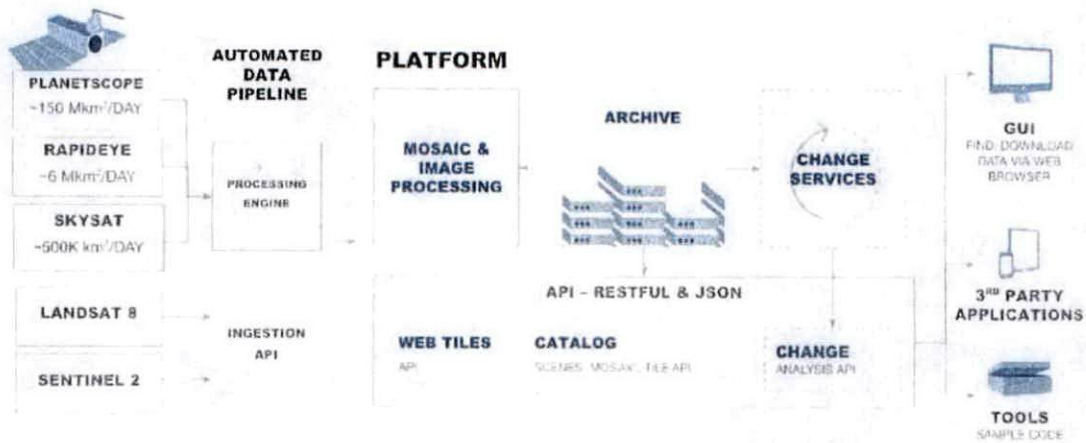 PLANETSCOPE
~150 Mkm²/DAY
RAPIDEYE
~6 Mkm²/DAY
SKYSAT
~500K km²/DAY
LANDSAT 8
SENTINEL 2
AUTOMATED
DATA
PIPELINE
PROCESSING
ENGINE
INGESTION
API
PLATFORM
MOSAIC &
IMAGE
PROCESSING
ARCHIVE
CHANGE
SERVICES
API – RESTFUL & JSON
WEB TILES
API
CATALOG
SCENES, MOSAIC, TILE API
CHANGE
ANALYSIS API
GUI
FIND, DOWNLOAD
DATA VIA WEB
BROWSER
3RD PARTY
APPLICATIONS
TOOLS
SAMPLE CODE